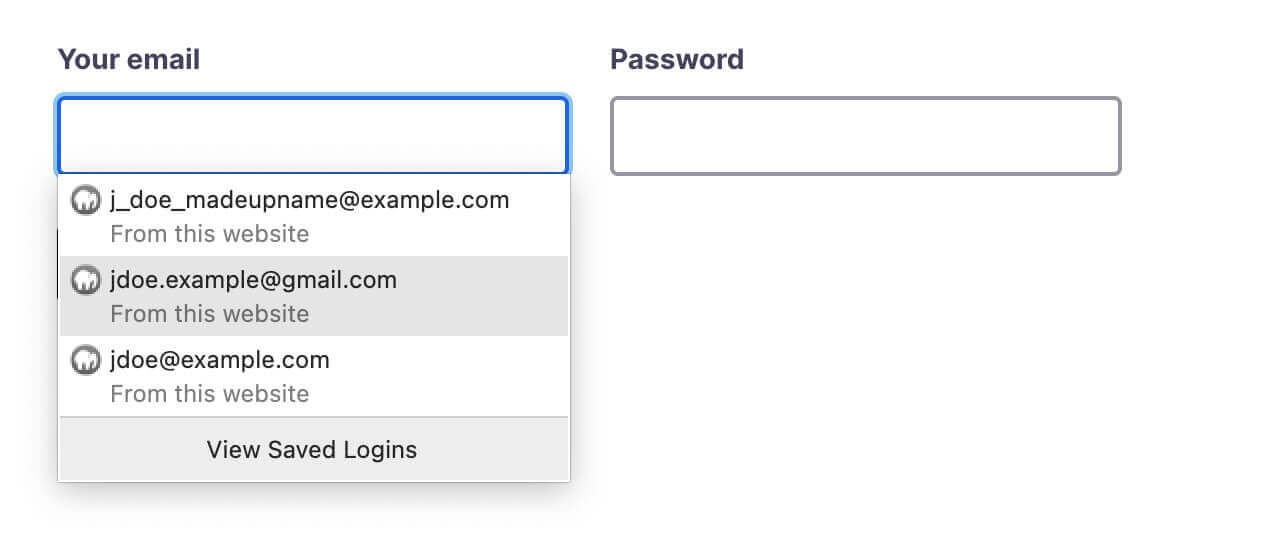 Your email
Password
j_doe_madeupname@example.com
From this website
jdoe.example@gmail.com
From this website
jdoe@example.com
From this website
View Saved Logins